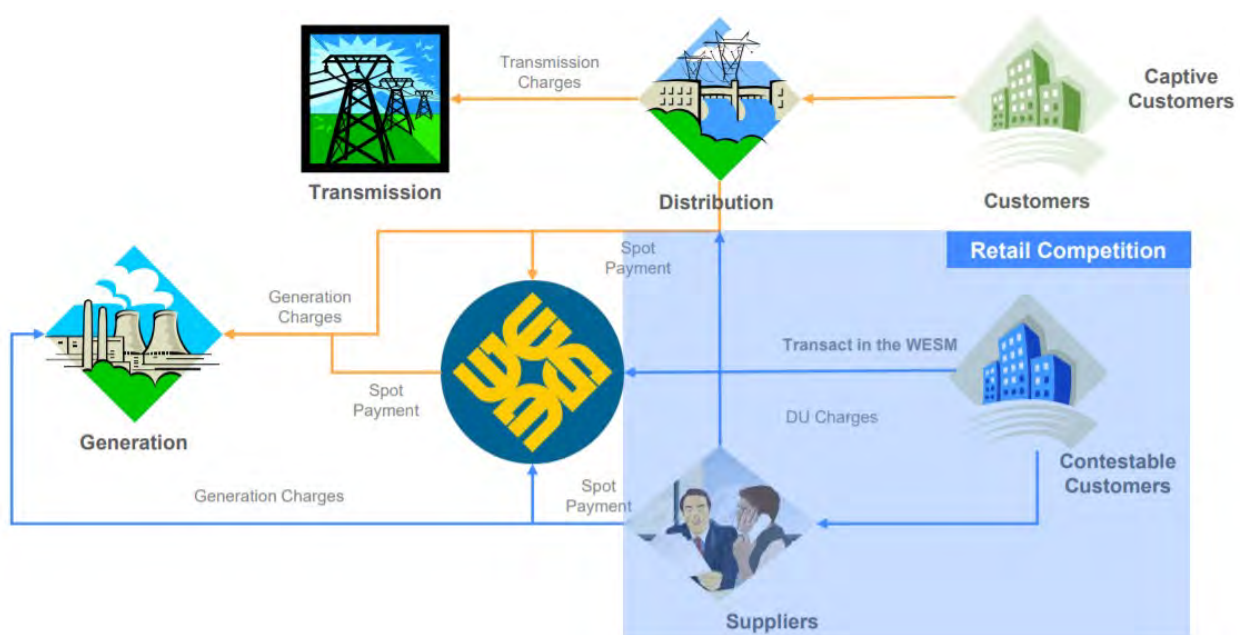 Transmission
Charges
Captive
Customers
Transmission
Distribution
Customers
Spot
Payment
Retail Competition
Generation
Charges
Transact in the WESM
Spot
Payment
DU Charges
Generation
Contestable
Customers
Generation Charges
Spot
Payment
Suppliers